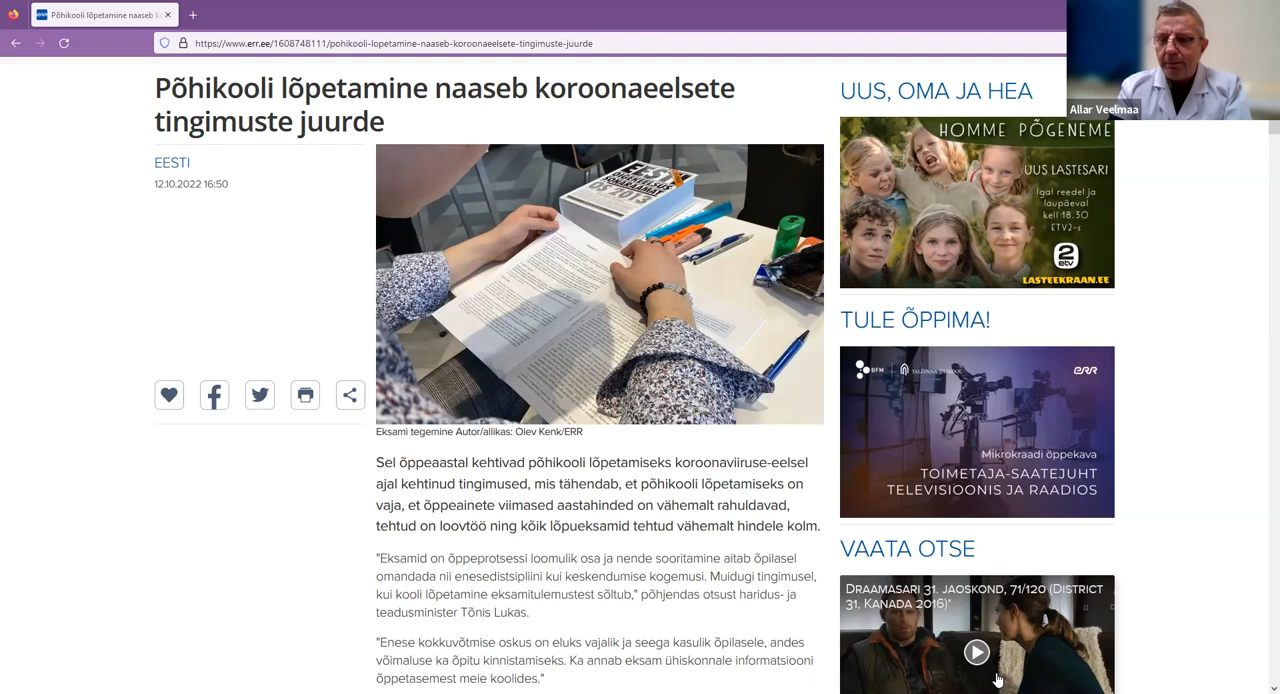 Põhikooli lõpetamine naaseb k
https://www.err.ee/1608748111/pohikooli-lopetamine-naaseb-koroonaeelsete-tingimuste-juurde
Allar Veelmaa
Põhikooli lõpetamine naaseb koroonaeelsete
tingimuste juurde
EESTI
12.10.2022 16:50
EESTI
ÕS 2013
Eksami tegemine Autor/allikas: Olev Kenk/ERR
Sel õppeaastal kehtivad põhikooli lõpetamiseks koroonaviiruse-eelsel
ajal kehtinud tingimused, mis tähendab, et põhikooli lõpetamiseks on
vaja, et õppeainete viimased aastahinded on vähemalt rahuldavad,
tehtud on loovtöö ning kõik lõpueksamid tehtud vähemalt hindele kolm.
"Eksamid on õppeprotsessi loomulik osa ja nende sooritamine aitab õpilasel
omandada nii enesedistsipliini kui keskendumise kogemusi. Muidugi tingimusel,
kui kooli lõpetamine eksamitulemustest sõltub," põhjendas otsust haridus- ja
teadusminister Tõnis Lukas.
"Enese kokkuvõtmise oskus on eluks vajalik ja seega kasulik õpilasele, andes
võimaluse ka õpitu kinnistamiseks. Ka annab eksam ühiskonnale informatsiooni
õppetasemest meie koolides."
UUS, OMA JA HEA
HOMME PÕGENEME
UUS LASTESARI
Igal reedel ja
laupäeval
kell 18.30
ETV2-s
2
etv
LASTEEKRAAN.EE
TULE ÕPPIMA!
BFM
TALLINNA ÜLIKOOL
err
Mikrokraadi õppekava
TOIMETAJA-SAATEJUHT
TELEVISIOONIS JA RAADIOS
VAATA OTSE
DRAAMASARI 31. JAOSKOND, 71/120 (DISTRICT
31, KANADA 2016)*